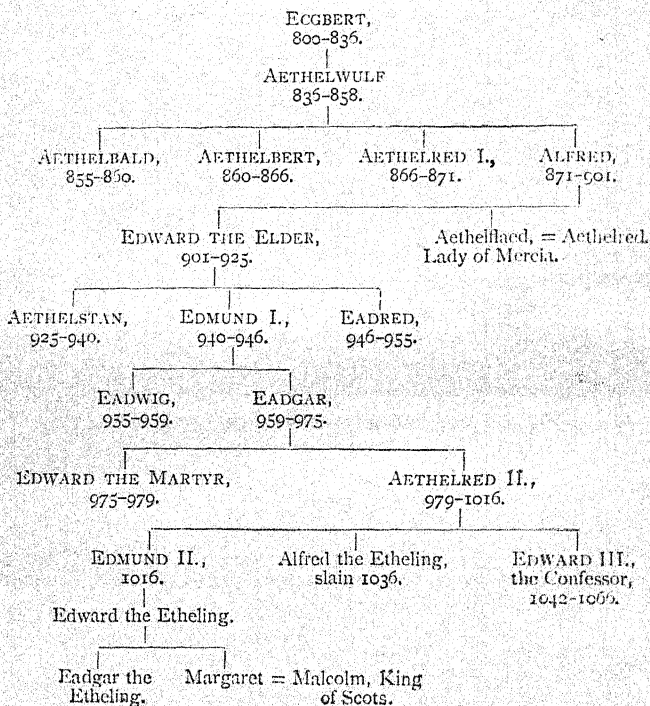 ECGBERT,
800-836.
AETHELWULF
836-858.
AETHELBALD, AETHELBERT, AETHELRED I., ALFRED,
855-860. 860-866. 866-871. 871-901.
EDWARD THE ELDER, Aethelflaed, = Aethelred.
901-925. Lady of Mercia.
AETHELSTAN, EDMUND I., EADRED,
925-940. 940-946. 946-955.
EADWIG, EADGAR,
955-959. 959-975.
EDWARD THE MARTYR, AETHELRED II.,
975-979. 979-1016.
EDMUND II., Alfred the Etheling, EDWARD III.,
1016. slain 1036. the Confessor,
1042-1066.
Edward the Etheling.
Eadgar the Margaret = Malcolm, King
Etheling. of Scots.